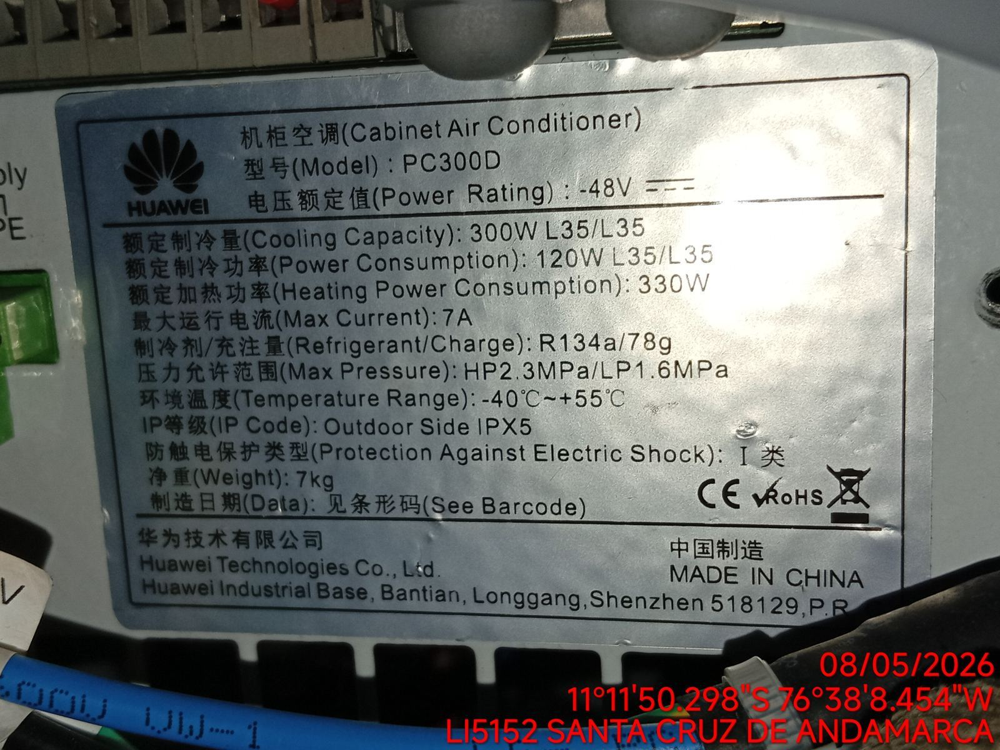 机柜空调(Cabinet Air Conditioner)
型号(Model) : PC300D
电压额定值(Power Rating) : -48V
HUAWEI
额定制冷量(Cooling Capacity): 300W L35/L35
额定制冷功率(Power Consumption): 120W L35/L35
额定加热功率(Heating Power Consumption): 330W
最大运行电流(Max Current): 7A
制冷剂/充注量(Refrigerant/Charge): R134a/78g
压力允许范围(Max Pressure): HP2.3MPa/LP1.6MPa
环境温度(Temperature Range): -40℃~+55℃
IP等级(IP Code): Outdoor Side IPX5
防触电保护类型(Protection Against Electric Shock): I 类
净重(Weight): 7kg
制造日期(Data): 见条形码(See Barcode)
CE RoHS
华为技术有限公司
Huawei Technologies Co., Ltd.
Huawei Industrial Base, Bantian, Longgang,Shenzhen 518129,P.R
中国制造
MADE IN CHINA
PE
V
08/05/2026
11°11'50.298"S 76°38'8.454"W
LI5152 SANTA CRUZ DE ANDAMARCA